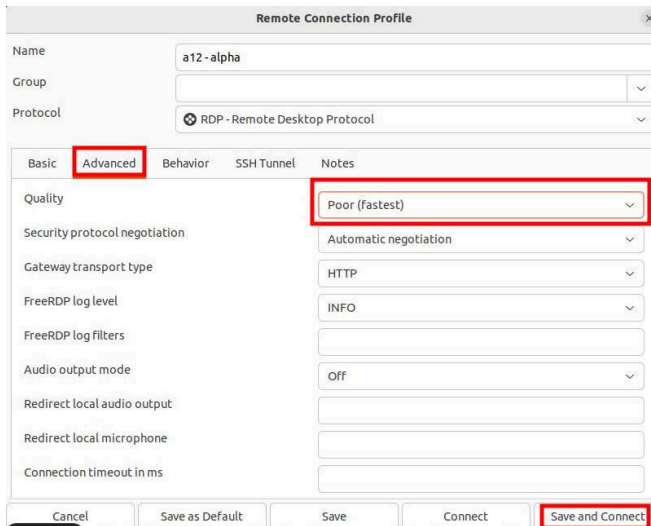 Remote Connection Profile
Name
a12 - alpha
Group
Protocol
RDP - Remote Desktop Protocol
Basic Advanced Behavior SSH Tunnel Notes
Quality
Poor (fastest)
Security protocol negotiation
Automatic negotiation
Gateway transport type
HTTP
FreeRDP log level
INFO
FreeRDP log filters
Audio output mode
Off
Redirect local audio output
Redirect local microphone
Connection timeout in ms
Cancel Save as Default Save Connect Save and Connect